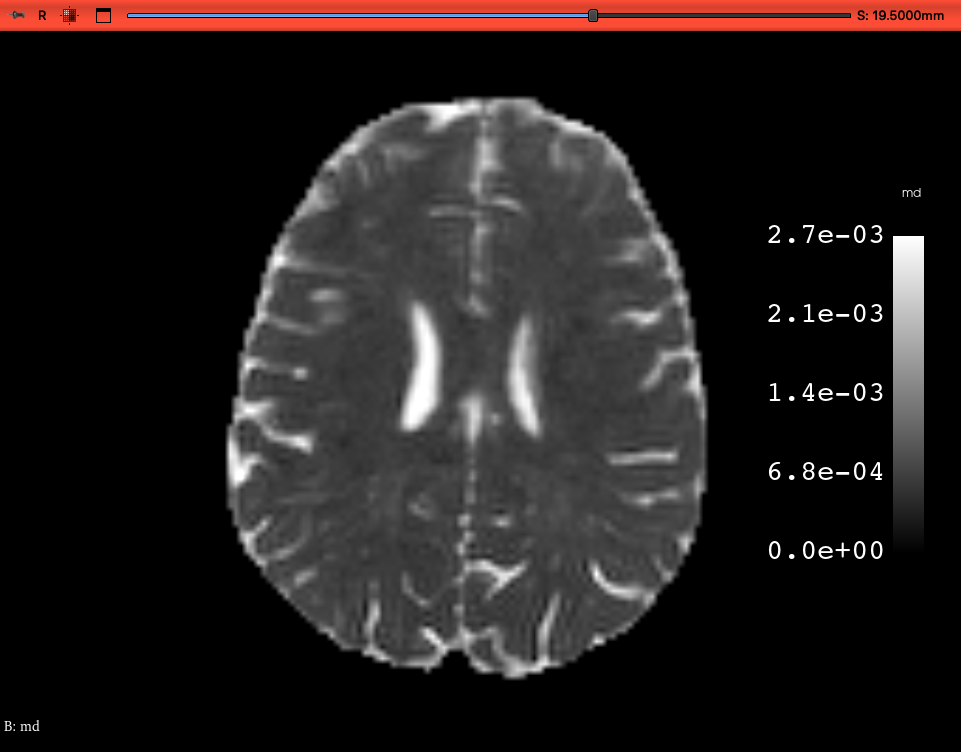 R
S: 19.5000mm
md
2.7e-03
2.1e-03
1.4e-03
6.8e-04
0.0e+00
B: md